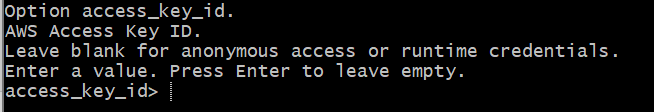 Option access_key_id.
AWS Access Key ID.
Leave blank for anonymous access or runtime credentials.
Enter a value. Press Enter to leave empty.
access_key_id>